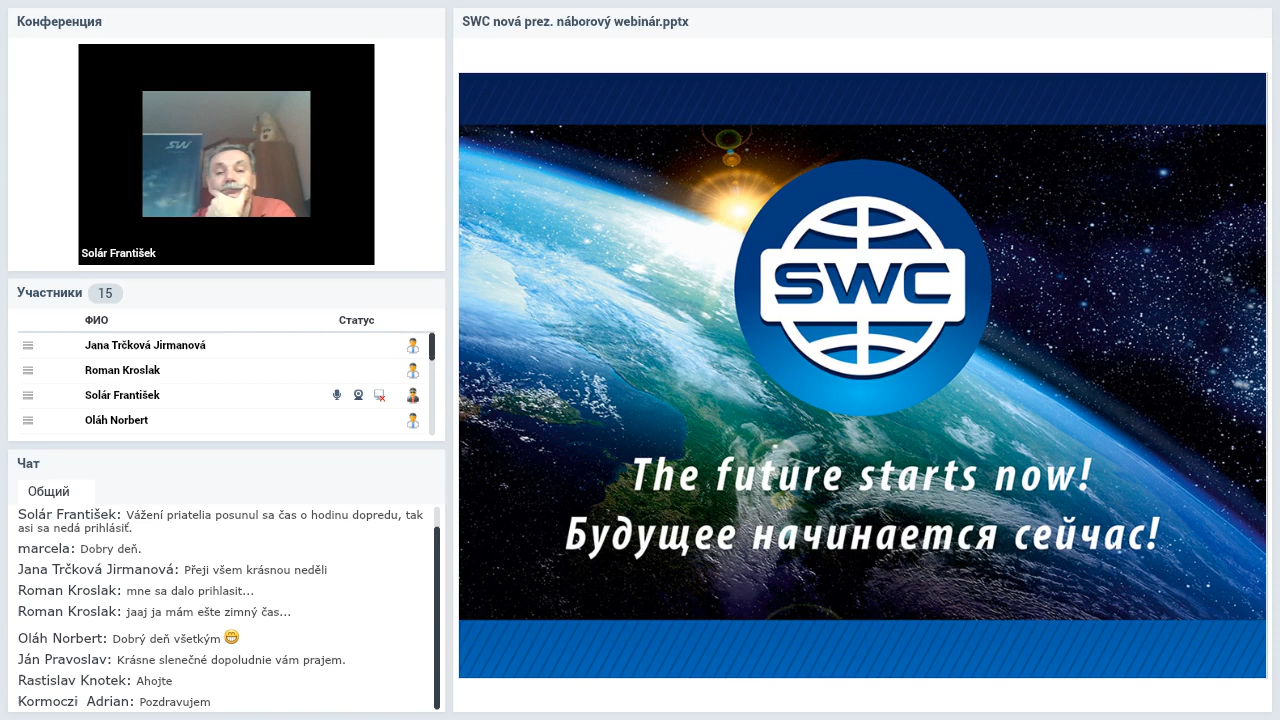 Конференция
SW
Solár František
Участники 15
ФИО Статус
Jana Trčková Jirmanová
Roman Kroslak
Solár František
Oláh Norbert
Чат
Общий
Solár František: Vážení priatelia posunul sa čas o hodinu dopredu, tak
asi sa nedá prihlásiť.
marcela: Dobry deň.
Jana Trčková Jirmanová: Přeji všem krásnou neděli
Roman Kroslak: mne sa dalo prihlasit...
Roman Kroslak: jaaj ja mám ešte zimný čas...
Oláh Norbert: Dobrý deň všetkým
Ján Pravoslav: Krásne slenečné dopoludnie vám prajem.
Rastislav Knotek: Ahojte
Kormoczi Adrian: Pozdravujem
SWC nová prez. náborový webinár.pptx
SWC
The future starts now!
Будущее начинается сейчас!